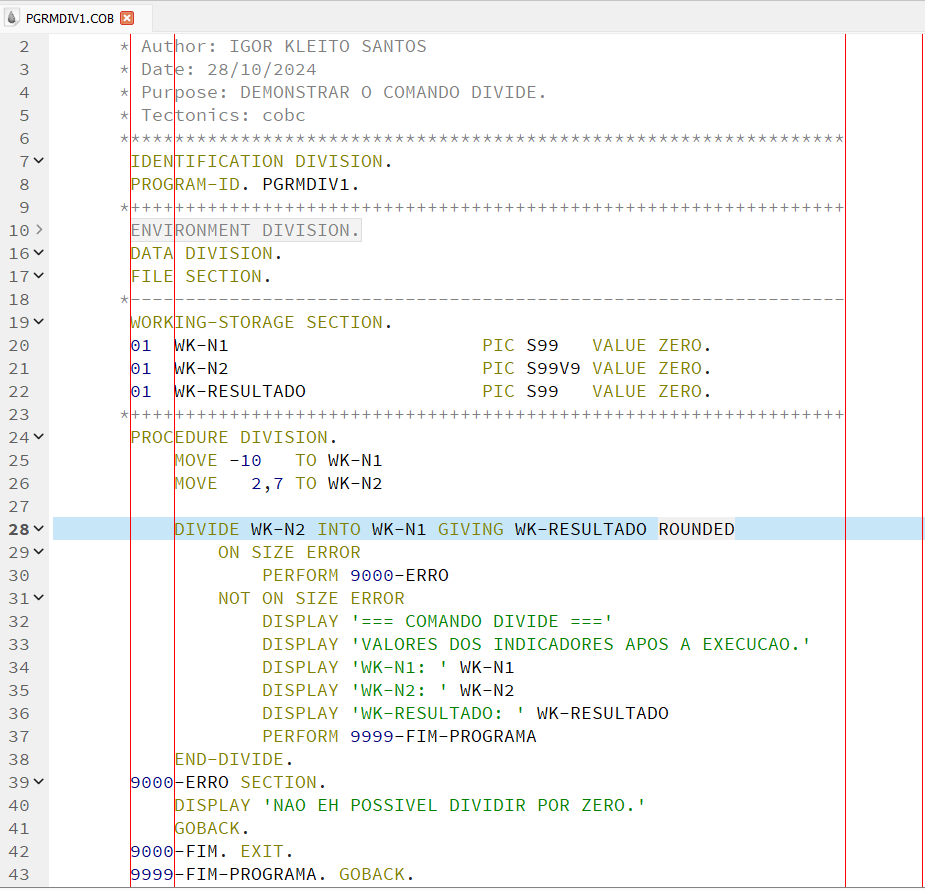 PGRMDIV1.COB
2 * Author: IGOR KLEITO SANTOS
3 * Date: 28/10/2024
4 * Purpose: DEMONSTRAR O COMANDO DIVIDE.
5 * Tectonics: cobc
6 ******************************************************************
7 IDENTIFICATION DIVISION.
8 PROGRAM-ID. PGRMDIV1.
9 *+++++++++++++++++++++++++++++++++++++++++++++++++++++++++++++++++
10 ENVIRONMENT DIVISION.
16 DATA DIVISION.
17 FILE SECTION.
18 *-----------------------------------------------------------------
19 WORKING-STORAGE SECTION.
20 01  WK-N1                       PIC S99   VALUE ZERO.
21 01  WK-N2                       PIC S99V9 VALUE ZERO.
22 01  WK-RESULTADO                PIC S99   VALUE ZERO.
23 *+++++++++++++++++++++++++++++++++++++++++++++++++++++++++++++++++
24 PROCEDURE DIVISION.
25     MOVE -10   TO WK-N1
26     MOVE   2,7 TO WK-N2
27
28     DIVIDE WK-N2 INTO WK-N1 GIVING WK-RESULTADO ROUNDED
29         ON SIZE ERROR
30             PERFORM 9000-ERRO
31         NOT ON SIZE ERROR
32             DISPLAY '=== COMANDO DIVIDE ==='
33             DISPLAY 'VALORES DOS INDICADORES APOS A EXECUCAO.'
34             DISPLAY 'WK-N1: ' WK-N1
35             DISPLAY 'WK-N2: ' WK-N2
36             DISPLAY 'WK-RESULTADO: ' WK-RESULTADO
37             PERFORM 9999-FIM-PROGRAMA
38     END-DIVIDE.
39 9000-ERRO SECTION.
40     DISPLAY 'NAO EH POSSIVEL DIVIDIR POR ZERO.'
41     GOBACK.
42 9000-FIM. EXIT.
43 9999-FIM-PROGRAMA. GOBACK.